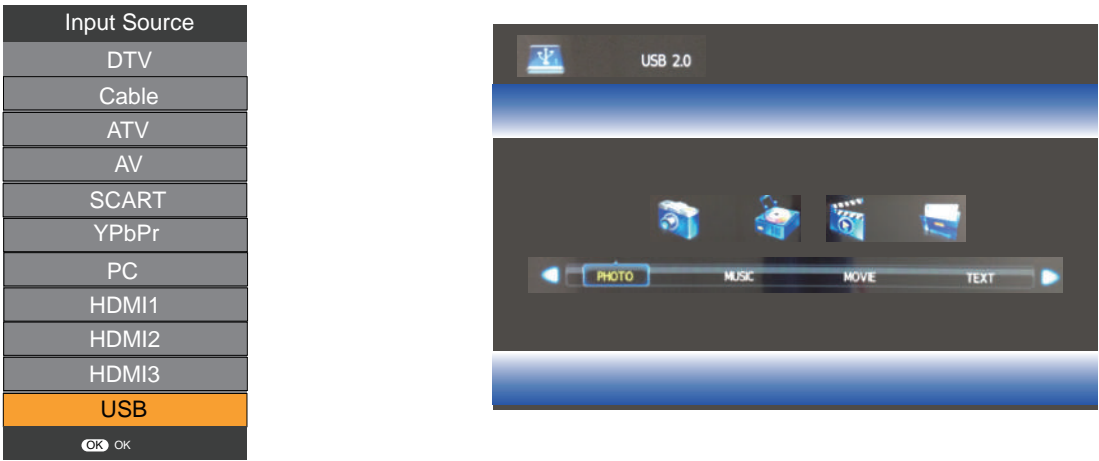 Input Source
DTV
Cable
ATV
AV
SCART
YPbPr
PC
HDMI1
HDMI2
HDMI3
USB
OK OK
USB 2.0
PHOTO MUSIC MOVIE TEXT